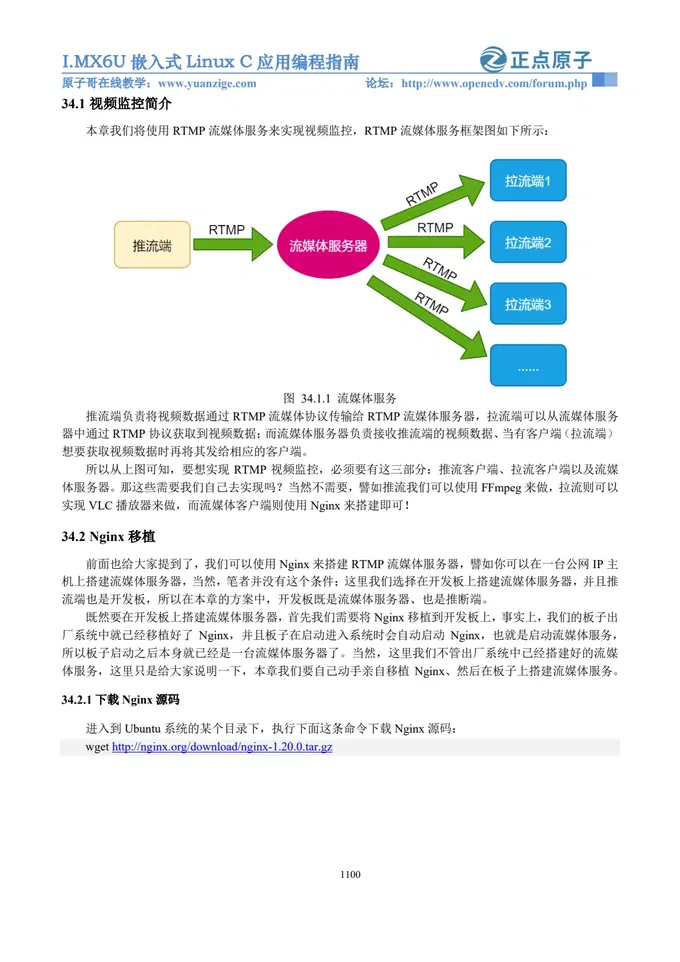 I.MX6U 嵌入式 Linux C 应用编程指南
正点原子
原子哥在线教学：www.yuanzige.com
论坛：http://www.openedv.com/forum.php
34.1 视频监控简介
本章我们将使用 RTMP 流媒体服务来实现视频监控，RTMP 流媒体服务框架图如下所示：
推流端
RTMP
流媒体服务器
RTMP
拉流端1
RTMP
拉流端2
RTMP
拉流端3
RTMP
......
图 34.1.1 流媒体服务
推流端负责将视频数据通过 RTMP 流媒体协议传输给 RTMP 流媒体服务器，拉流端可以从流媒体服务
器中通过 RTMP 协议获取到视频数据；而流媒体服务器负责接收推流端的视频数据、当有客户端（拉流端）
想要获取视频数据时再将其发给相应的客户端。
所以从上图可知，要想实现 RTMP 视频监控，必须要有这三部分：推流客户端、拉流客户端以及流媒
体服务器。那这些需要我们自己去实现吗？当然不需要，譬如推流我们可以使用 FFmpeg 来做，拉流则可以
实现 VLC 播放器来做，而流媒体客户端则使用 Nginx 来搭建即可！
34.2 Nginx 移植
前面也给大家提到了，我们可以使用 Nginx 来搭建 RTMP 流媒体服务器，譬如你可以在一台公网 IP 主
机上搭建流媒体服务器，当然，笔者并没有这个条件；这里我们选择在开发板上搭建流媒体服务器，并且推
流端也是开发板，所以在本章的方案中，开发板既是流媒体服务器、也是推断端。
既然要在开发板上搭建流媒体服务器，首先我们需要将 Nginx 移植到开发板上，事实上，我们的板子出
厂系统中就已经移植好了 Nginx，并且板子在启动进入系统时会自动启动 Nginx，也就是启动流媒体服务，
所以板子启动之后本身就已经是一台流媒体服务器了。当然，这里我们不管出厂系统中已经搭建好的流媒
体服务，这里只是给大家说明一下，本章我们要自己动手亲自移植 Nginx、然后在板子上搭建流媒体服务。
34.2.1 下载 Nginx 源码
进入到 Ubuntu 系统的某个目录下，执行下面这条命令下载 Nginx 源码：
wget http://nginx.org/download/nginx-1.20.0.tar.gz
1100